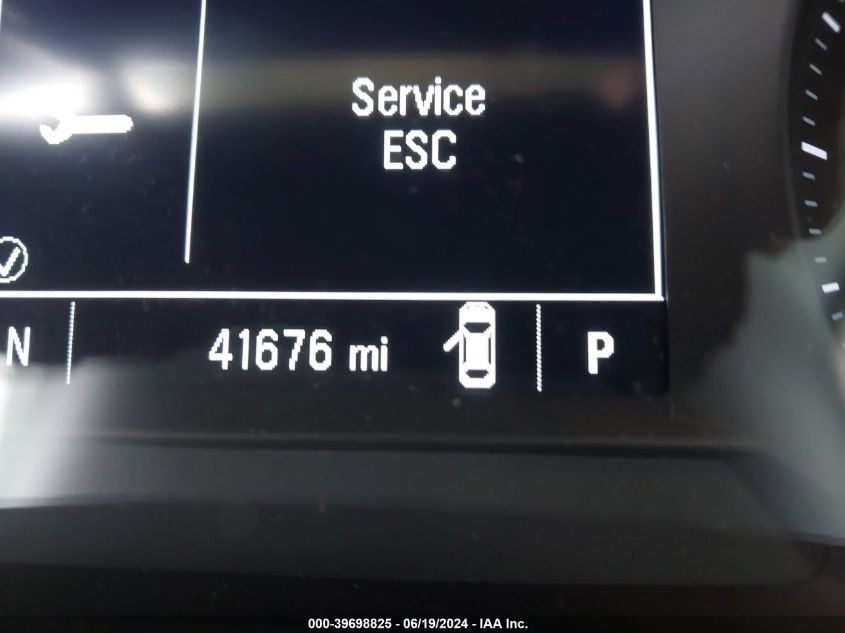 Service
ESC
N 41676 mi P
000-39698825 - 06/19/2024 - IAA Inc.